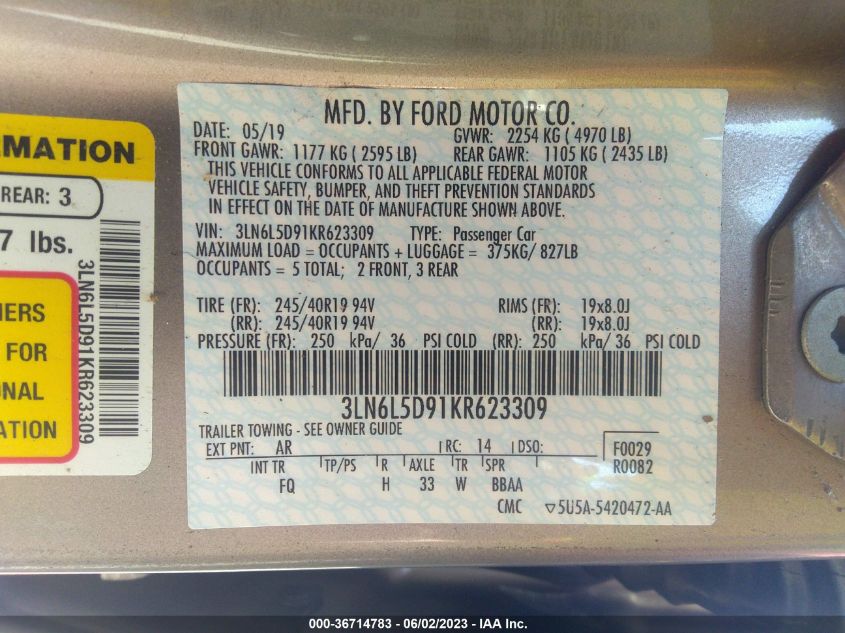 MFD. BY FORD MOTOR CO.
DATE: 05/19 GVWR: 2254 KG ( 4970 LB)
FRONT GAWR: 1177 KG ( 2595 LB) REAR GAWR: 1105 KG ( 2435 LB)
THIS VEHICLE CONFORMS TO ALL APPLICABLE FEDERAL MOTOR
VEHICLE SAFETY, BUMPER, AND THEFT PREVENTION STANDARDS
IN EFFECT ON THE DATE OF MANUFACTURE SHOWN ABOVE.
VIN: 3LN6L5D91KR623309 TYPE: Passenger Car
MAXIMUM LOAD = OCCUPANTS + LUGGAGE = 375KG/ 827LB
OCCUPANTS = 5 TOTAL; 2 FRONT, 3 REAR
TIRE (FR): 245/40R19 94V RIMS (FR): 19x8.0J
(RR): 245/40R19 94V (RR): 19x8.0J
PRESSURE (FR): 250 kPa/ 36 PSI COLD (RR): 250 kPa/ 36 PSI COLD
3LN6L5D91KR623309
TRAILER TOWING - SEE OWNER GUIDE
EXT PNT: AR RC: 14 DSO: F0029
R0082
INT TR TP/PS R AXLE TR SPR
FQ H 33 W BBAA
CMC ▽5U5A-5420472-AA
RMATION
REAR: 3
7 lbs.
3LN6L5D91KR623309
FOR
ONAL
ATION
000-36714783 - 06/02/2023 - IAA Inc.